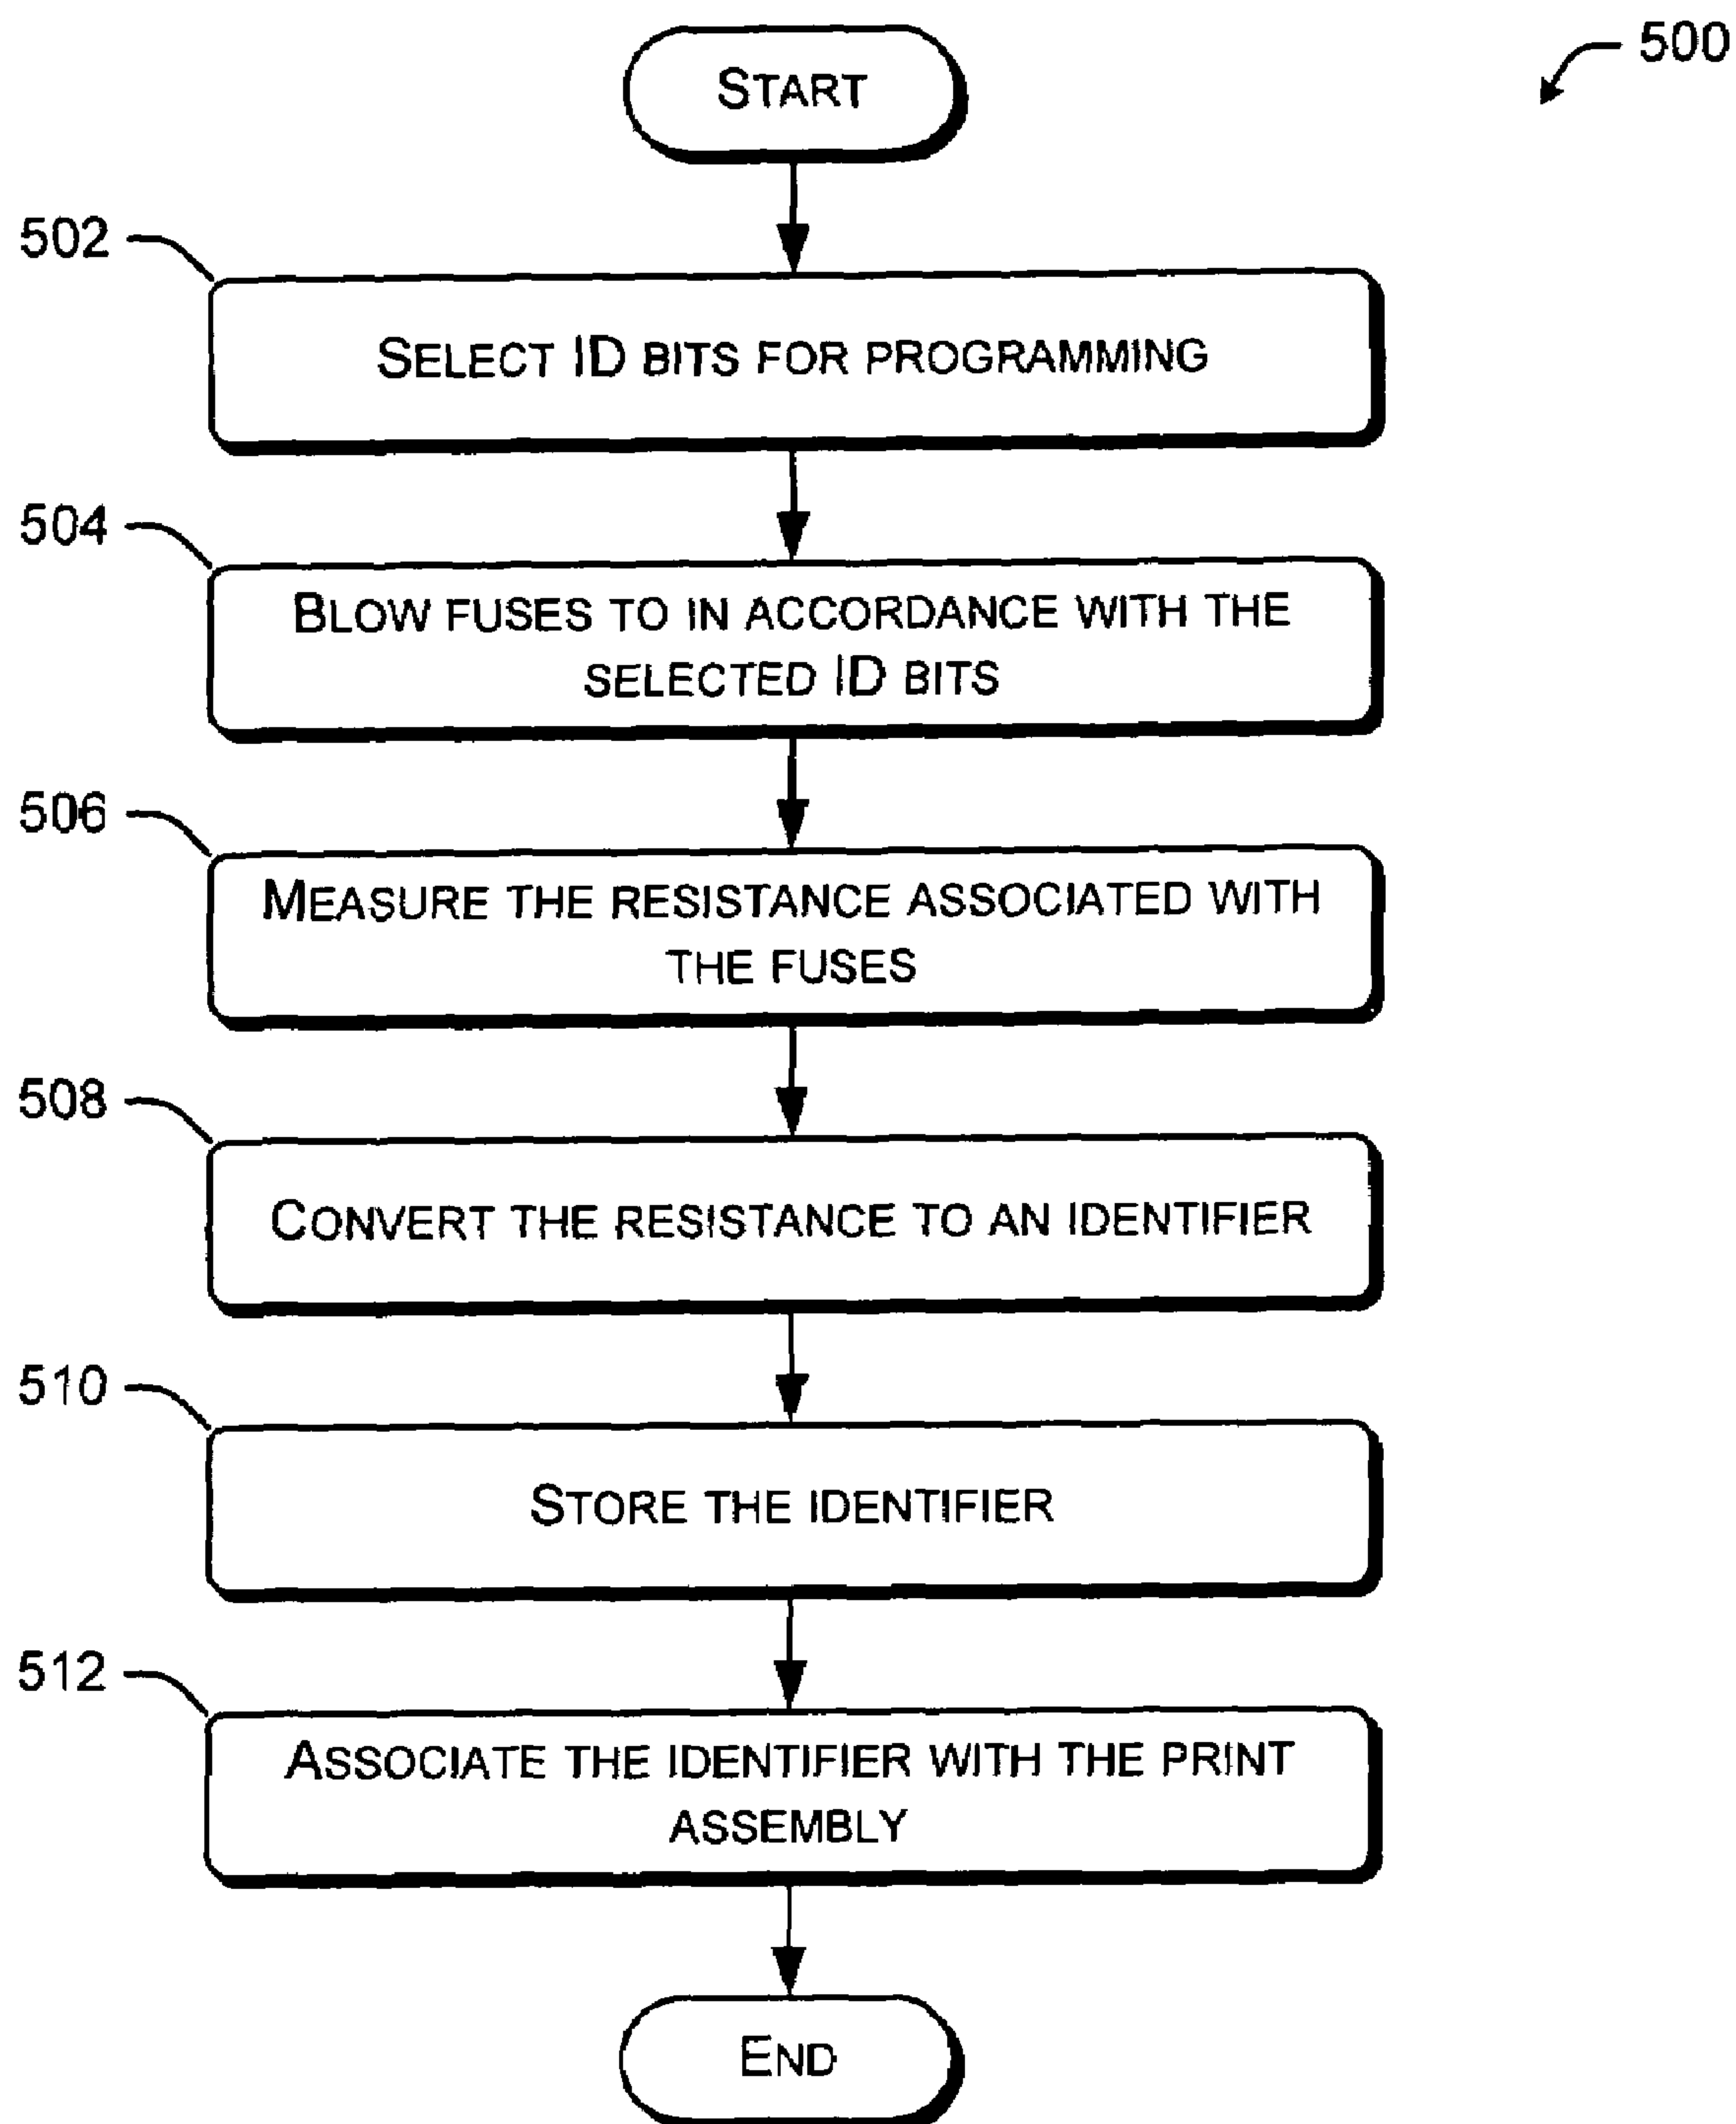 500
START
502
SELECT ID BITS FOR PROGRAMMING
504
BLOW FUSES TO IN ACCORDANCE WITH THE
SELECTED ID BITS
506
MEASURE THE RESISTANCE ASSOCIATED WITH
THE FUSES
508
CONVERT THE RESISTANCE TO AN IDENTIFIER
510
STORE THE IDENTIFIER
512
ASSOCIATE THE IDENTIFIER WITH THE PRINT
ASSEMBLY
END